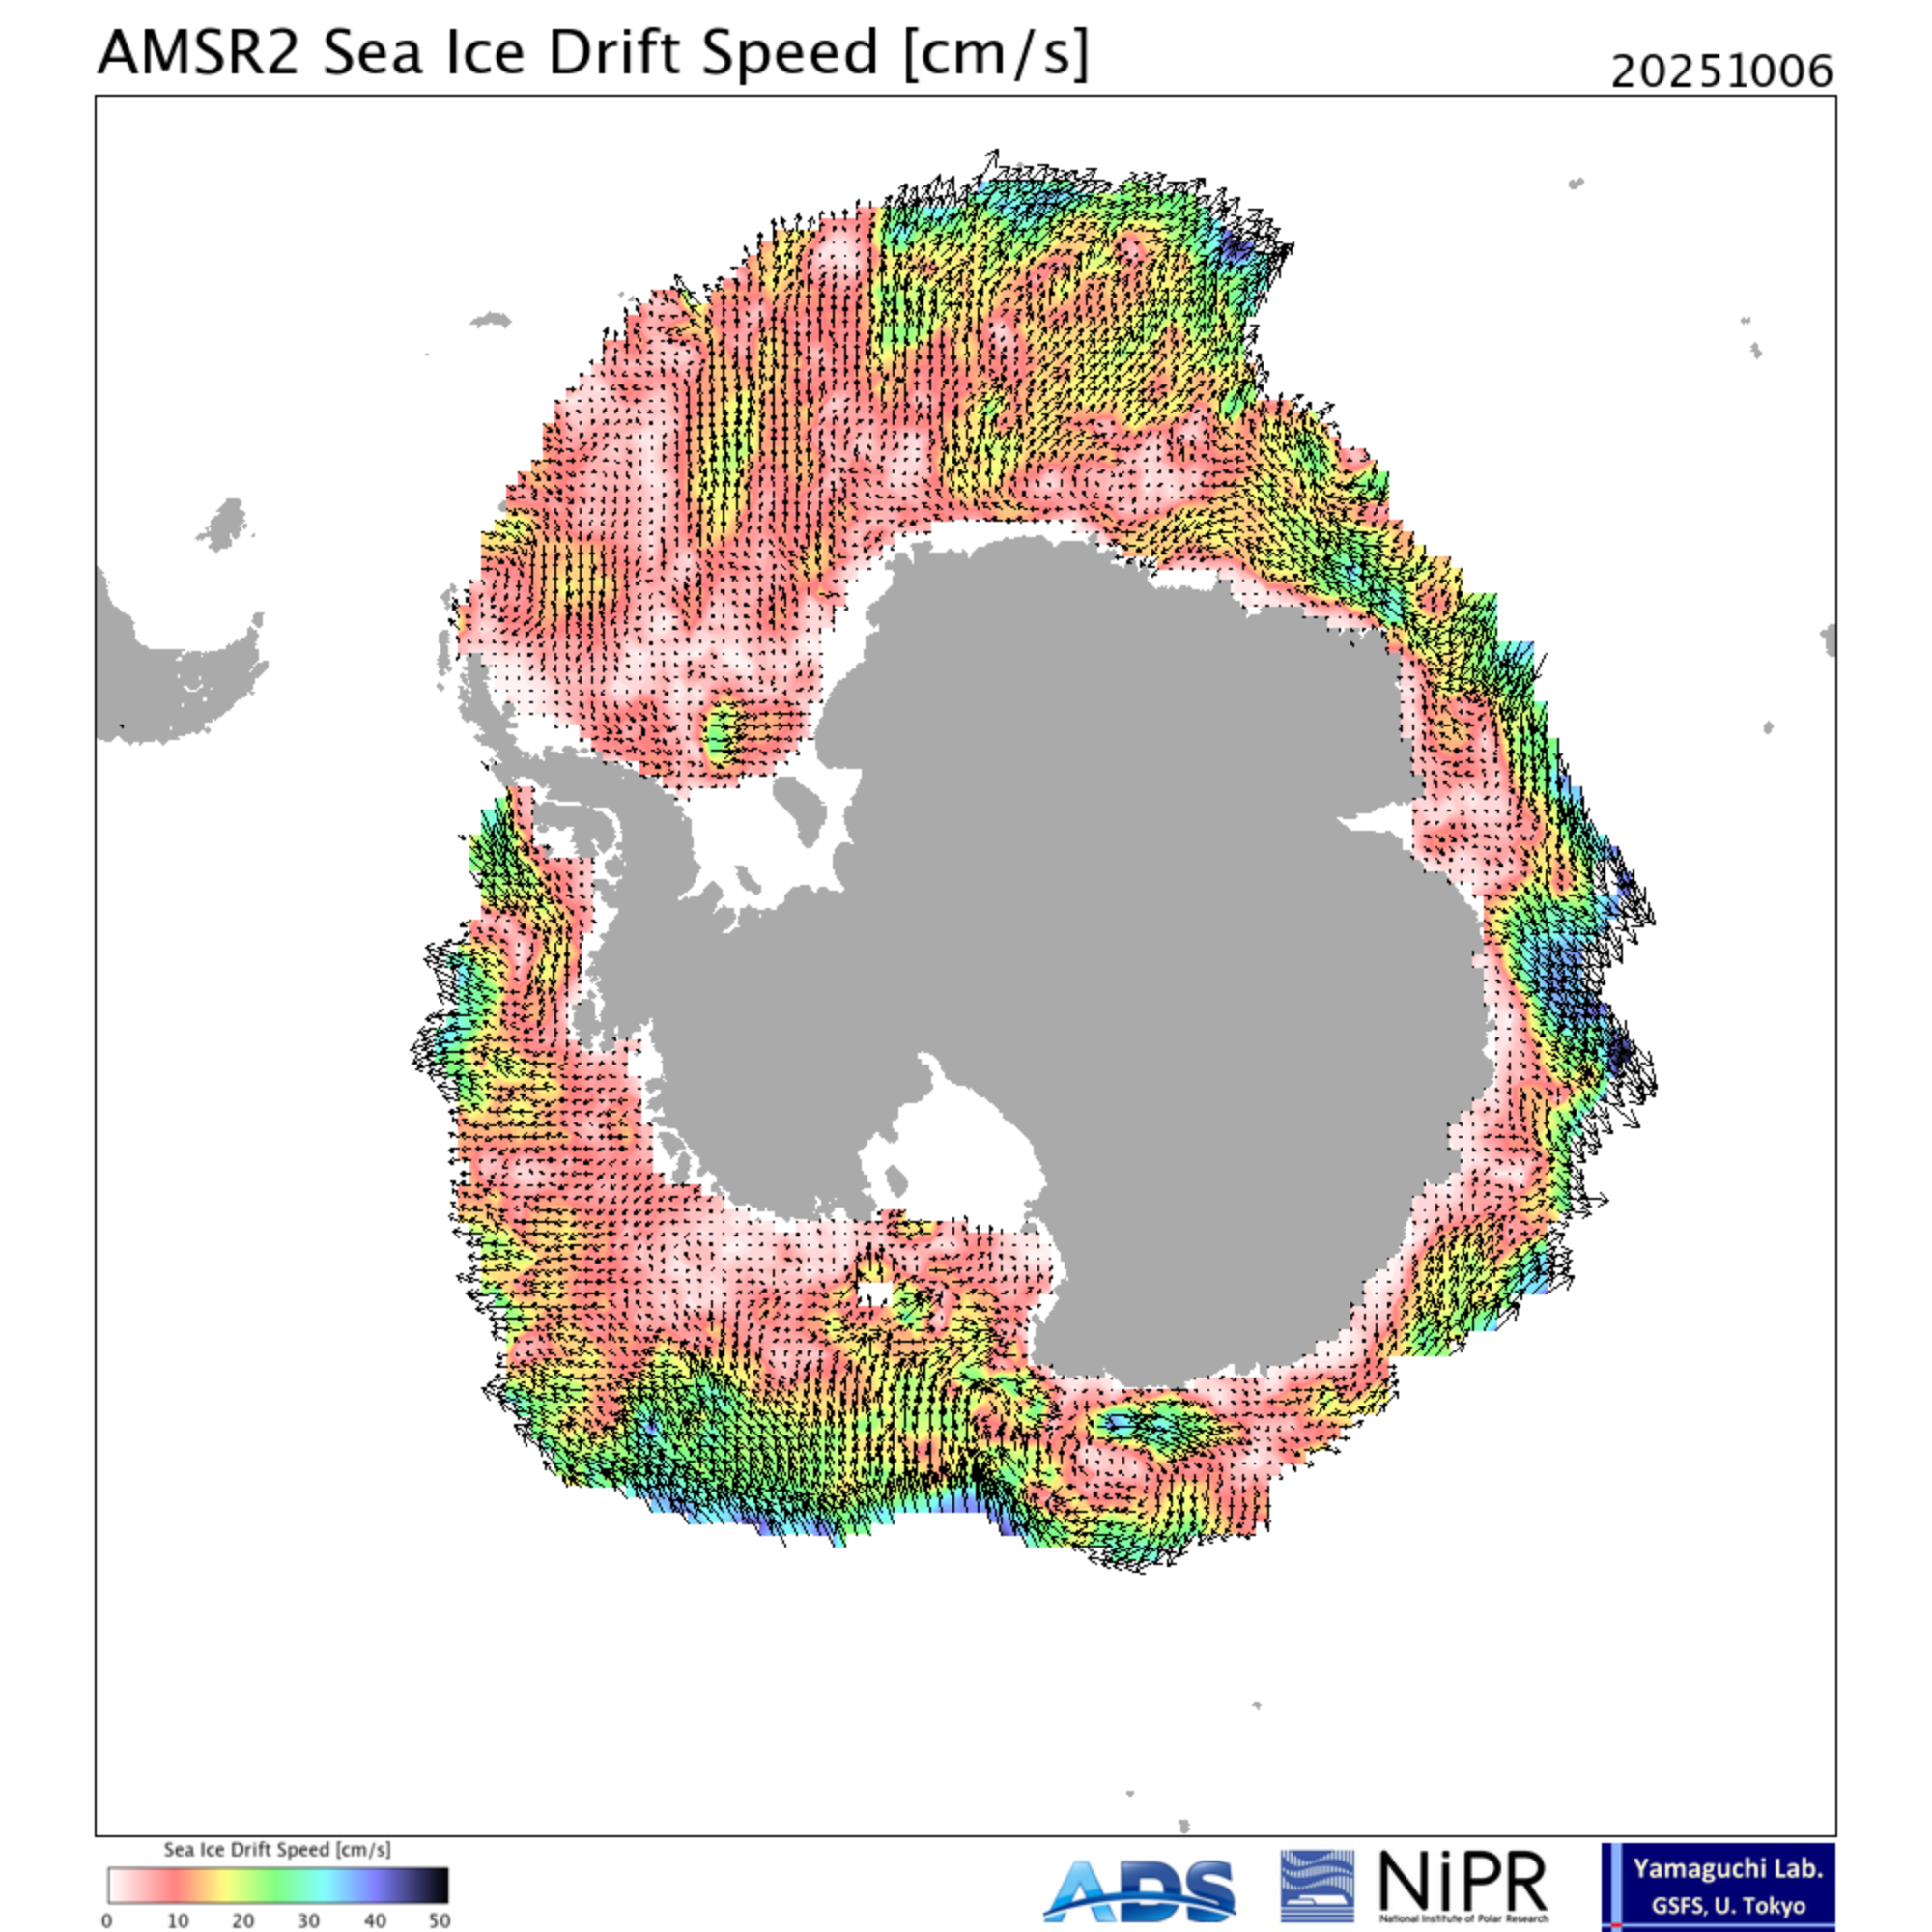 AMSR2 Sea Ice Drift Speed [cm/s]
20251006
Sea Ice Drift Speed [cm/s]
0 10 20 30 40 50
ADS
NiPR
National Institute of Polar Research
Yamaguchi Lab.
GSFS, U. Tokyo